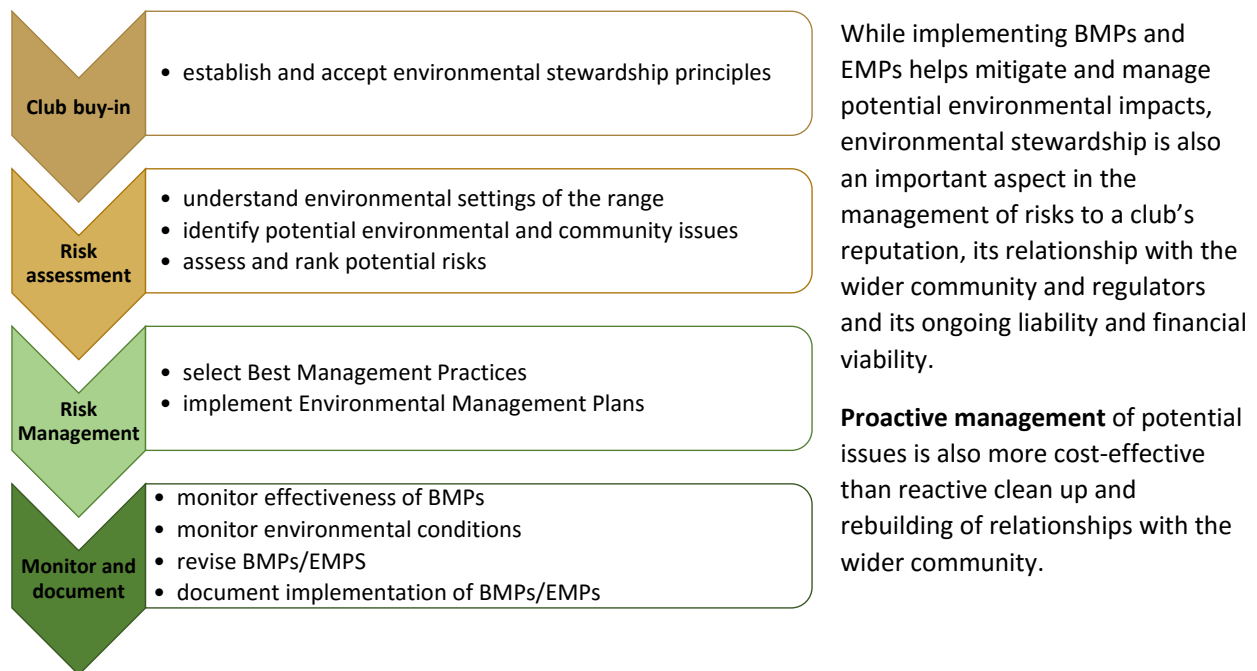 Club buy-in
• establish and accept environmental stewardship principles
Risk
assessment
• understand environmental settings of the range
• identify potential environmental and community issues
• assess and rank potential risks
Risk
Management
• select Best Management Practices
• implement Environmental Management Plans
Monitor and
document
• monitor effectiveness of BMPs
• monitor environmental conditions
• revise BMPs/EMPS
• document implementation of BMPs/EMPs
While implementing BMPs and
EMPs helps mitigate and manage
potential environmental impacts,
environmental stewardship is also
an important aspect in the
management of risks to a club’s
reputation, its relationship with the
wider community and regulators
and its ongoing liability and financial
viability.
Proactive management of potential
issues is also more cost-effective
than reactive clean up and
rebuilding of relationships with the
wider community.